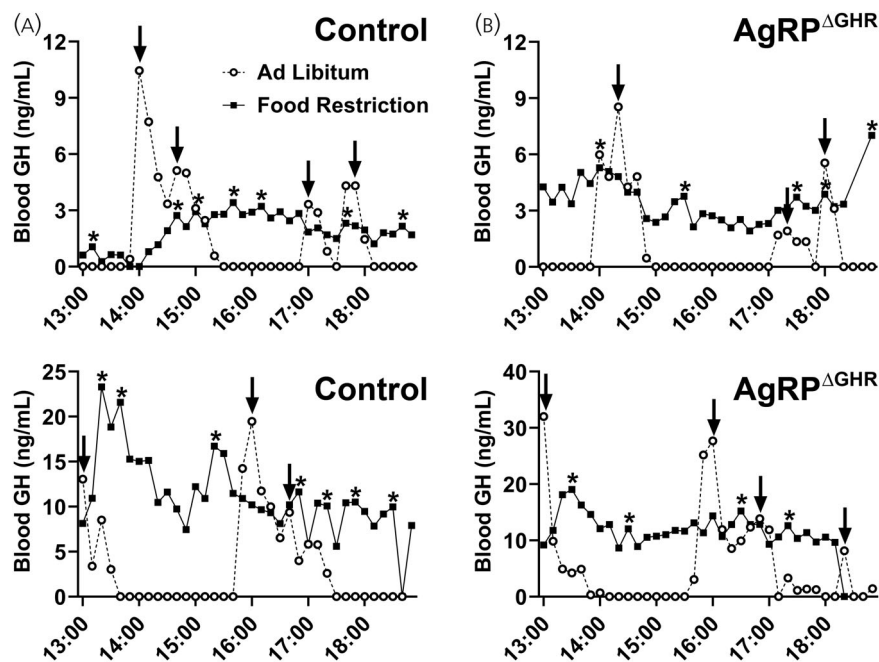 (A)
Control
Blood GH (ng/mL)
12
9
6
3
0
Ad Libitum
Food Restriction
* * * * * * *
13:00 14:00 15:00 16:00 17:00 18:00
(B)
AgRPΔGHR
Blood GH (ng/mL)
12
9
6
3
0
* * * * * *
13:00 14:00 15:00 16:00 17:00 18:00
Control
Blood GH (ng/mL)
25
20
15
10
5
0
* * * * * * *
13:00 14:00 15:00 16:00 17:00 18:00
AgRPΔGHR
Blood GH (ng/mL)
40
30
20
10
0
* * * *
13:00 14:00 15:00 16:00 17:00 18:00